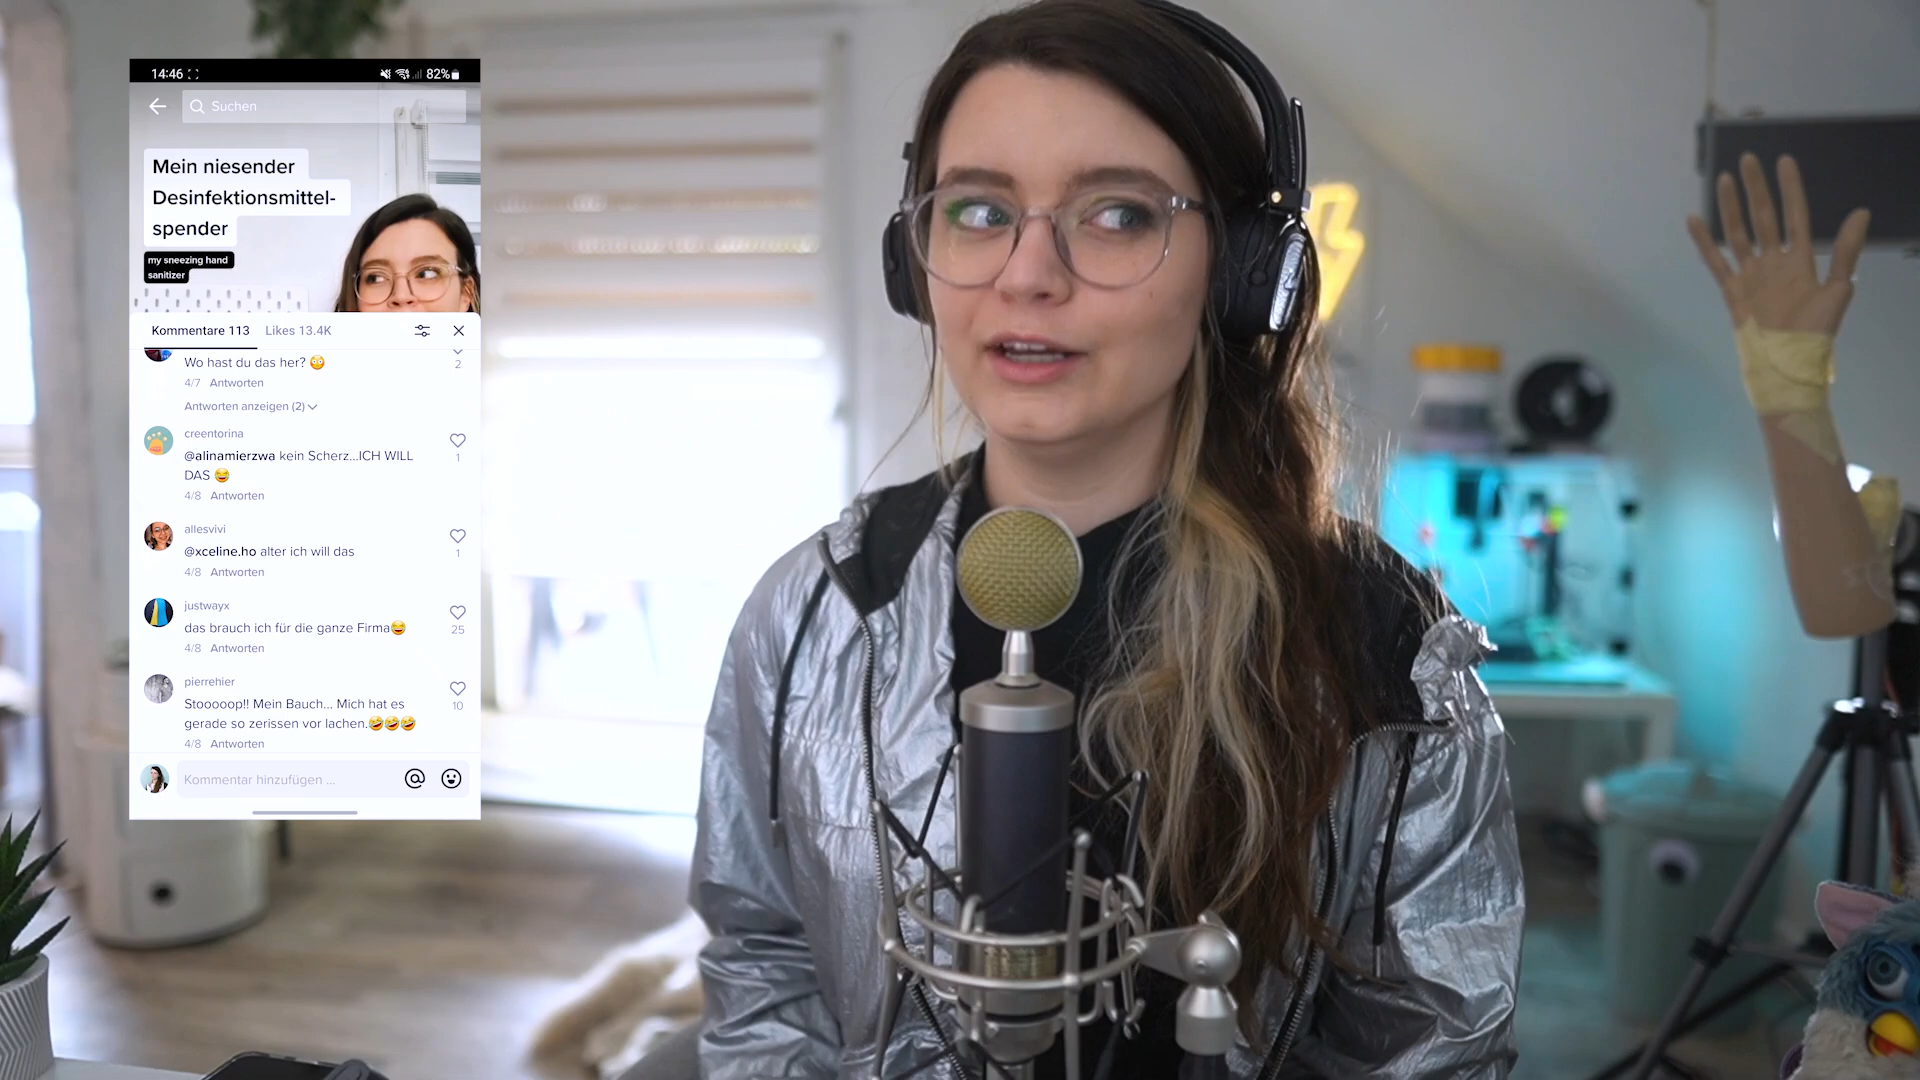 14:46
82%
Suchen
Mein niesender
Desinfektionsmittel-
spender
my sneezing hand
sanitizer
Kommentare 113
Likes 13.4K
Wo hast du das her? 😳
2
4/7 Antworten
Antworten anzeigen (2)
creentorina
@alinamierzwa kein Scherz...ICH WILL
DAS 😂
1
4/8 Antworten
allesvivi
@xceline.ho alter ich will das
1
4/8 Antworten
justwayx
das brauch ich für die ganze Firma😂
25
4/8 Antworten
pierrehier
Stooooop!! Mein Bauch... Mich hat es
gerade so zerissen vor lachen.🤣🤣🤣
10
4/8 Antworten
Kommentar hinzufügen ...